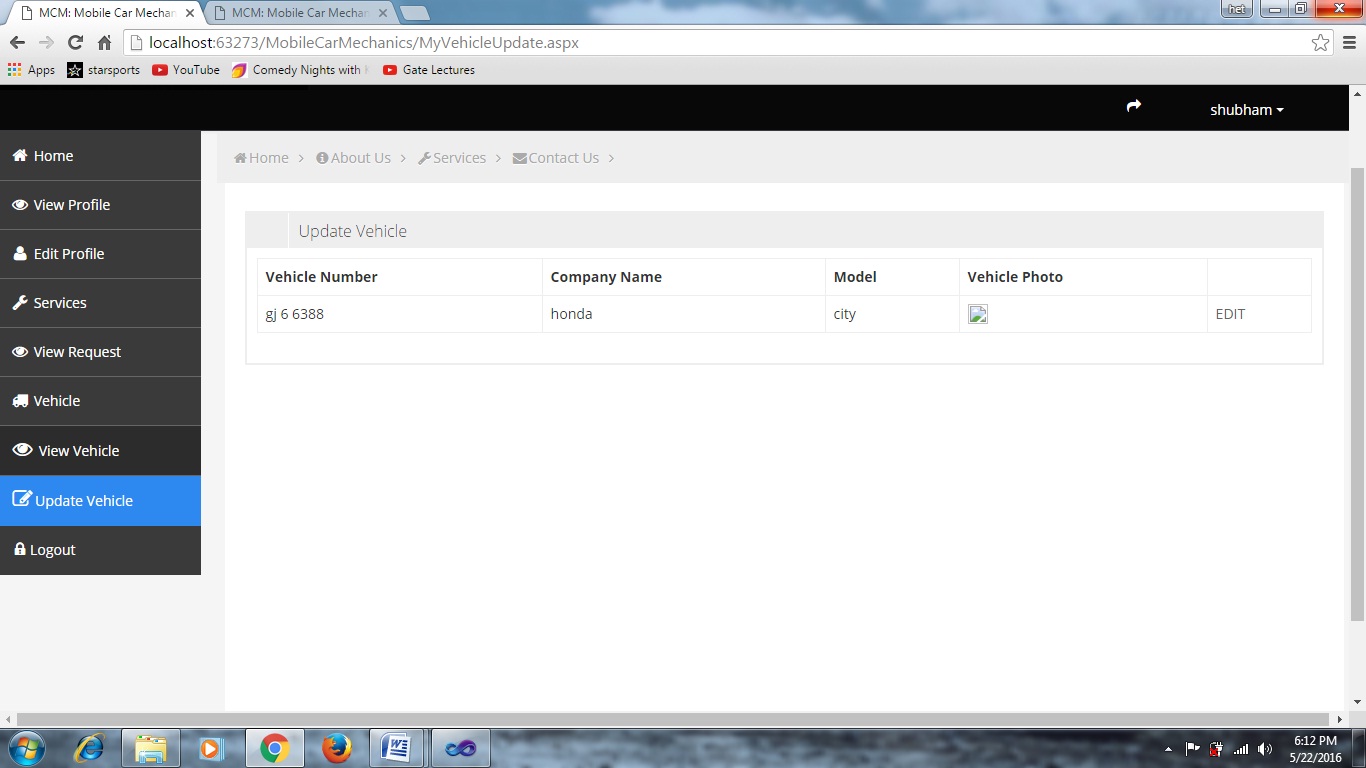 MCM: Mobile Car Mechan MCM: Mobile Car Mechan het
localhost:63273/MobileCarMechanics/MyVehicleUpdate.aspx
Apps starsports YouTube Comedy Nights with Gate Lectures
shubham
Home
View Profile
Edit Profile
Services
View Request
Vehicle
View Vehicle
Update Vehicle
Logout
Home > About Us > Services > Contact Us >
Update Vehicle
Vehicle Number Company Name Model Vehicle Photo
gj 6 6388 honda city EDIT
6:12 PM
5/22/2016